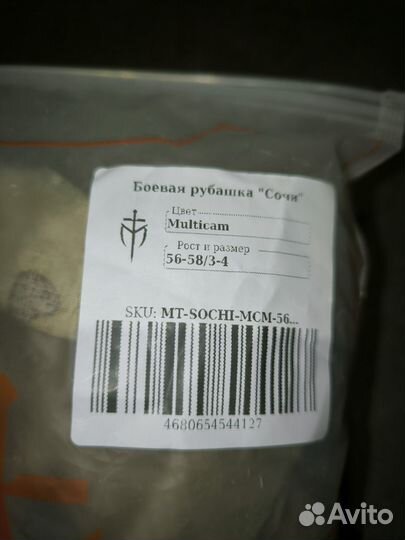 Боевая рубашка "Сочи"
Цвет
Multicam
Рост и размер
56-58/3-4
SKU: MT-SOCHI-MCM-56...
4680654544127
Avito